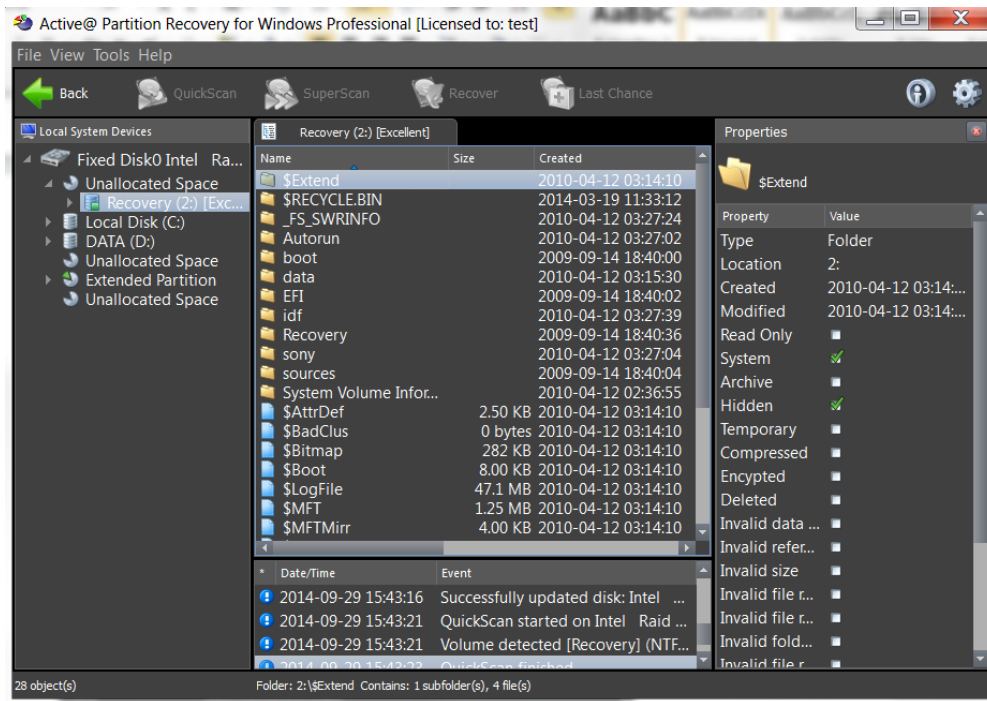 Active@ Partition Recovery for Windows Professional [Licensed to: test]
File View Tools Help
Back QuickScan SuperScan Recover Last Chance
Local System Devices
Fixed Disk0 Intel Ra...
Unallocated Space
Recovery (2:) [Exc...
Local Disk (C:)
DATA (D:)
Unallocated Space
Extended Partition
Unallocated Space
Recovery (2:) [Excellent]
Name Size Created
$Extend 2010-04-12 03:14:10
$RECYCLE.BIN 2014-03-19 11:33:12
_FS_SWRINFO 2010-04-12 03:27:24
Autorun 2010-04-12 03:27:02
boot 2009-09-14 18:40:00
data 2010-04-12 03:15:30
EFI 2009-09-14 18:40:02
idf 2010-04-12 03:27:39
Recovery 2009-09-14 18:40:36
sony 2010-04-12 03:27:04
sources 2009-09-14 18:40:04
System Volume Infor... 2010-04-12 02:36:55
$AttrDef 2.50 KB 2010-04-12 03:14:10
$BadClus 0 bytes 2010-04-12 03:14:10
$Bitmap 282 KB 2010-04-12 03:14:10
$Boot 8.00 KB 2010-04-12 03:14:10
$LogFile 47.1 MB 2010-04-12 03:14:10
$MFT 1.25 MB 2010-04-12 03:14:10
$MFTMirr 4.00 KB 2010-04-12 03:14:10
* Date/Time Event
2014-09-29 15:43:16 Successfully updated disk: Intel ...
2014-09-29 15:43:21 QuickScan started on Intel Raid ...
2014-09-29 15:43:21 Volume detected [Recovery] (NTF...
2014-09-29 15:43:23 QuickScan finished
Properties
$Extend
Property Value
Type Folder
Location 2:
Created 2010-04-12 03:14:...
Modified 2010-04-12 03:14:...
Read Only
System
Archive
Hidden
Temporary
Compressed
Encypted
Deleted
Invalid data ...
Invalid refer...
Invalid size
Invalid file r...
Invalid file r...
Invalid fold...
Invalid file r
28 object(s)
Folder: 2:\$Extend Contains: 1 subfolder(s), 4 file(s)